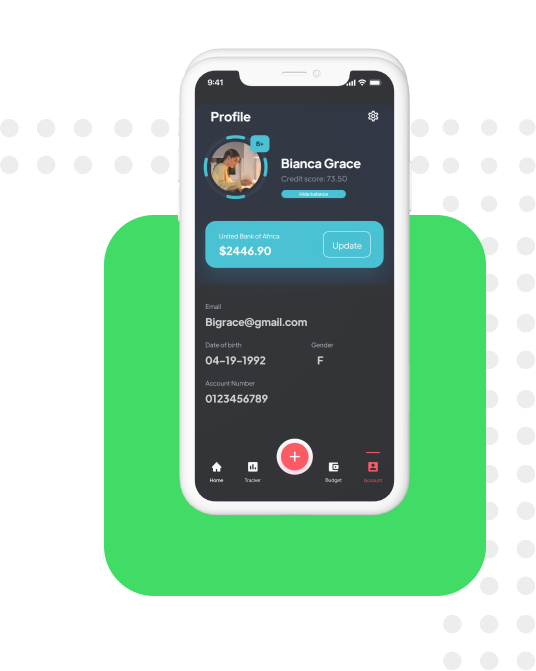 9:41
Profile
B+
Bianca Grace
Credit score: 73.50
Hide balance
United Bank of Africa
$2446.90
Update
Email
Bigrace@gmail.com
Date of birth
Gender
04-19-1992
F
Account Number
0123456789
Home
Tracker
Budget
Account